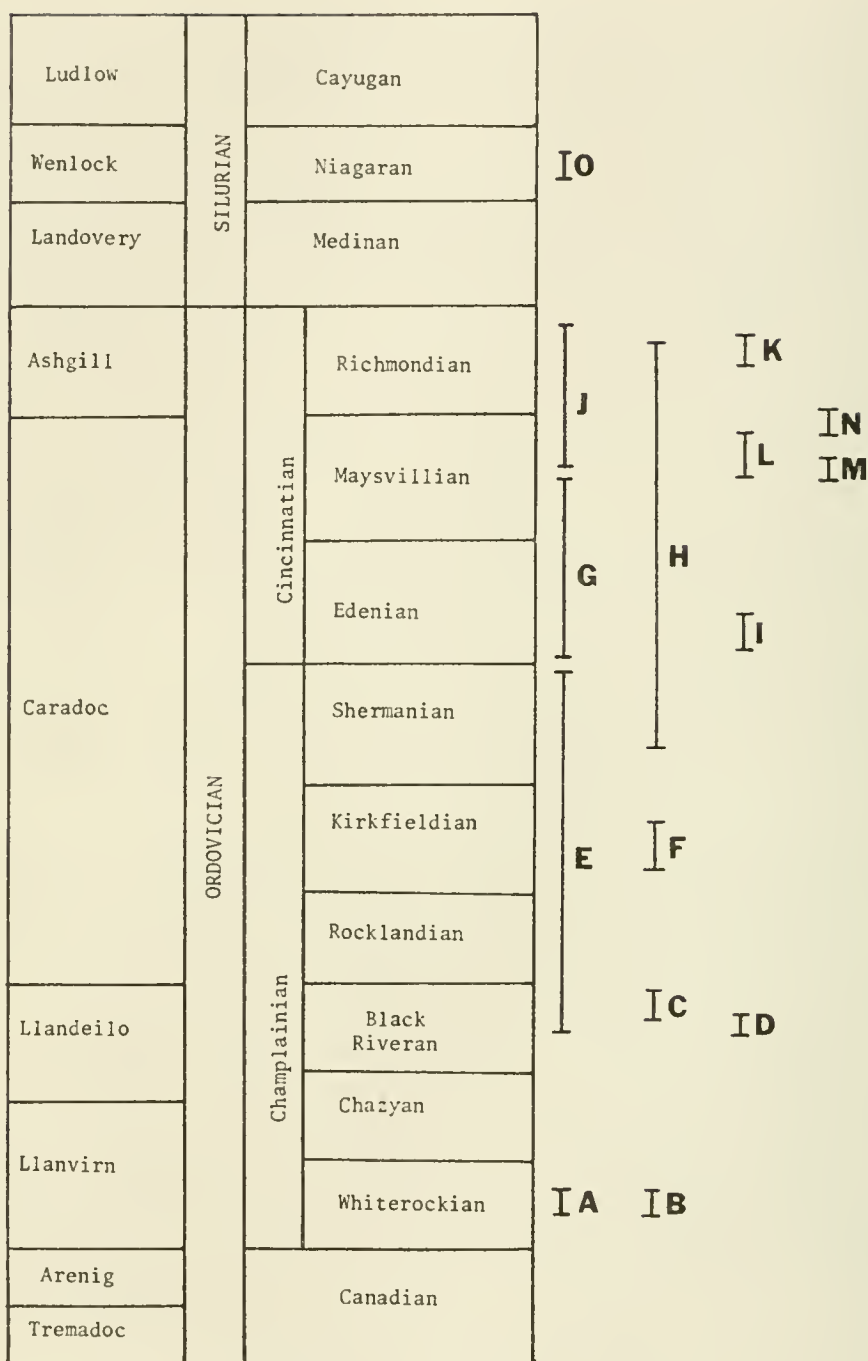 Ludlow
Wenlock
Landovery
Ashgill
Caradoc
Llandeilo
Llanvirn
Arenig
Tremadoc
SILURIAN
ORDOVICIAN
Cayugan
Niagaran
Medinan
Cincinnatian
Champlainian
Richmondian
Maysvillian
Edenian
Shermanian
Kirkfieldian
Rocklandian
Black
Riveran
Chazyan
Whiterockian
Canadian
O
K
J
N
L
M
G
H
I
E
F
C
D
A
B